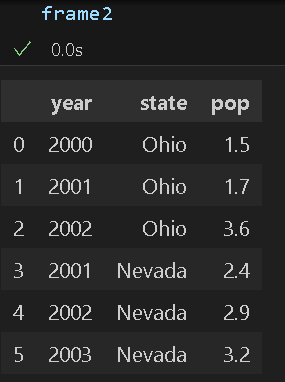 frame2
✓ 0.0s
year state pop
0 2000 Ohio 1.5
1 2001 Ohio 1.7
2 2002 Ohio 3.6
3 2001 Nevada 2.4
4 2002 Nevada 2.9
5 2003 Nevada 3.2